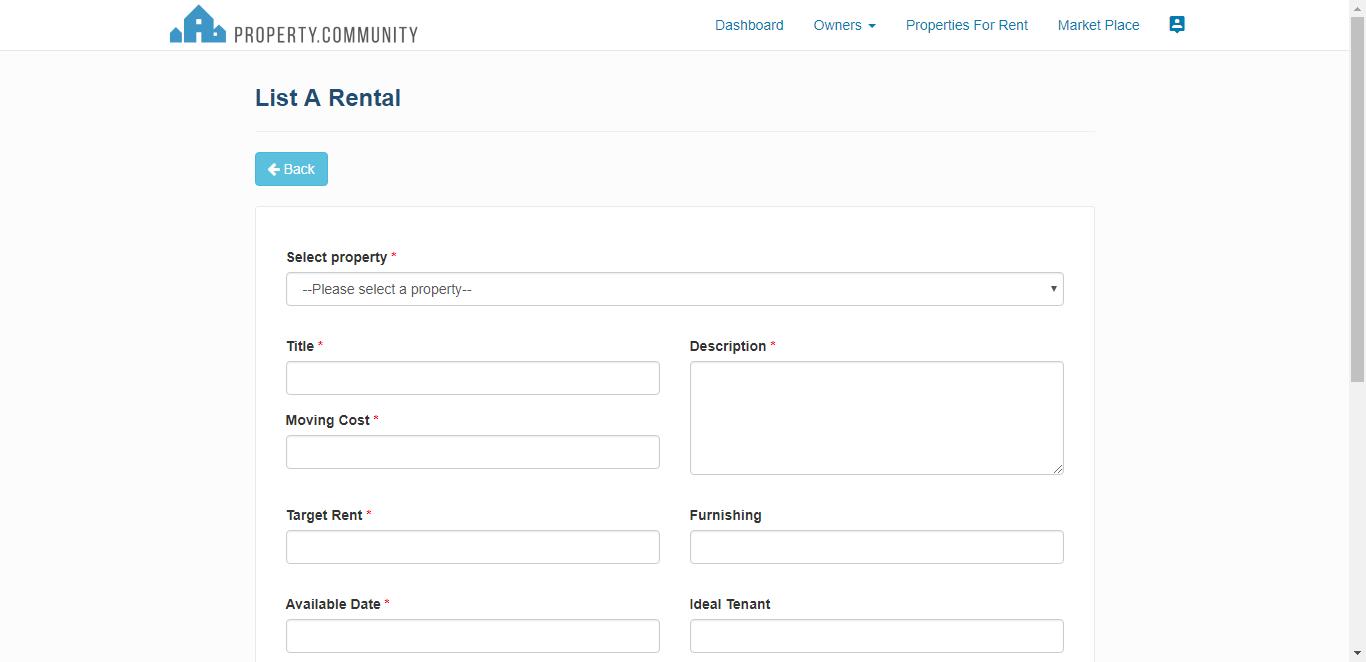 PROPERTY.COMMUNITY
Dashboard Owners Properties For Rent Market Place
List A Rental
Back
Select property *
--Please select a property--
Title * Description *
Moving Cost *
Target Rent * Furnishing
Available Date * Ideal Tenant